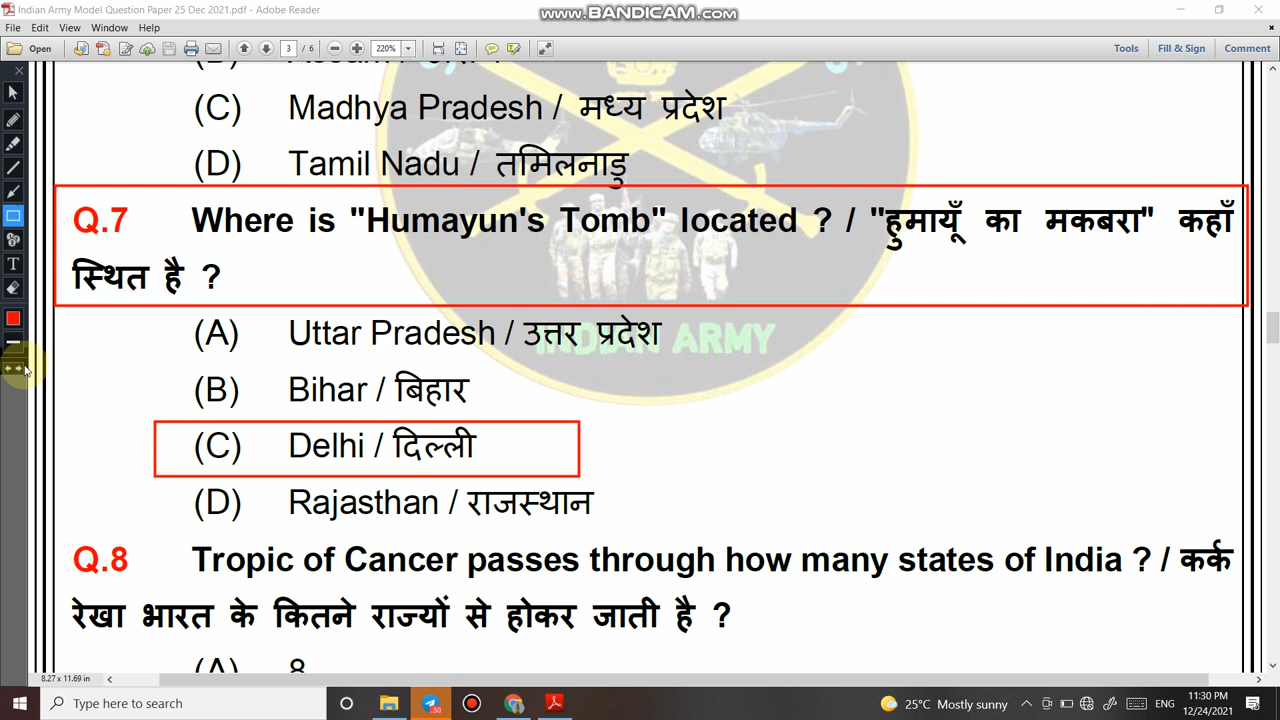 Indian Army Model Question Paper 25 Dec 2021.pdf - Adobe Reader
www.BANDICAM.com
File Edit View Window Help
Open 3 / 6 220% Tools Fill & Sign Comment
(C) Madhya Pradesh / मध्य प्रदेश
(D) Tamil Nadu / तमिलनाडु
Q.7 Where is "Humayun's Tomb" located ? / "हुमायूँ का मकबरा" कहाँ
स्थित है ?
(A) Uttar Pradesh / उत्तर प्रदेश
INDIAN ARMY
(B) Bihar / बिहार
(C) Delhi / दिल्ली
(D) Rajasthan / राजस्थान
Q.8 Tropic of Cancer passes through how many states of India ? / कर्क
रेखा भारत के कितने राज्यों से होकर जाती है ?
(A) 8
8.27 x 11.69 in
Type here to search
25°C Mostly sunny ENG 11:30 PM
12/24/2021